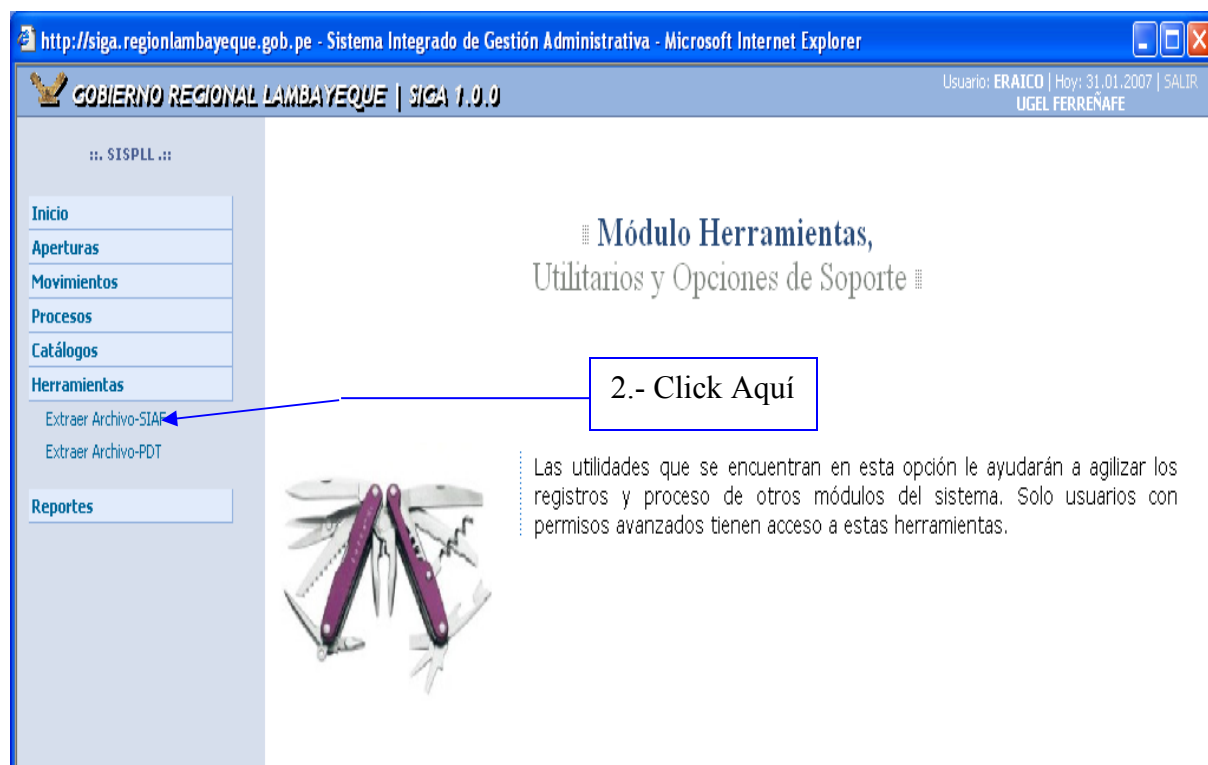 http://siga.regionlambayeque.gob.pe - Sistema Integrado de Gestión Administrativa - Microsoft Internet Explorer
GOBIERNO REGIONAL LAMBAYEQUE | SIGA 1.0.0
Usuario: ERAICO | Hoy: 31.01.2007 | SALIR
UGEL FERREÑAFE
::. SISPLL .::
Inicio
Aperturas
Movimientos
Procesos
Catálogos
Herramientas
Extraer Archivo-SIAF
Extraer Archivo-PDT
Reportes
Módulo Herramientas,
Utilitarios y Opciones de Soporte
2.- Click Aquí
Las utilidades que se encuentran en esta opción le ayudarán a agilizar los
registros y proceso de otros módulos del sistema. Solo usuarios con
permisos avanzados tienen acceso a estas herramientas.